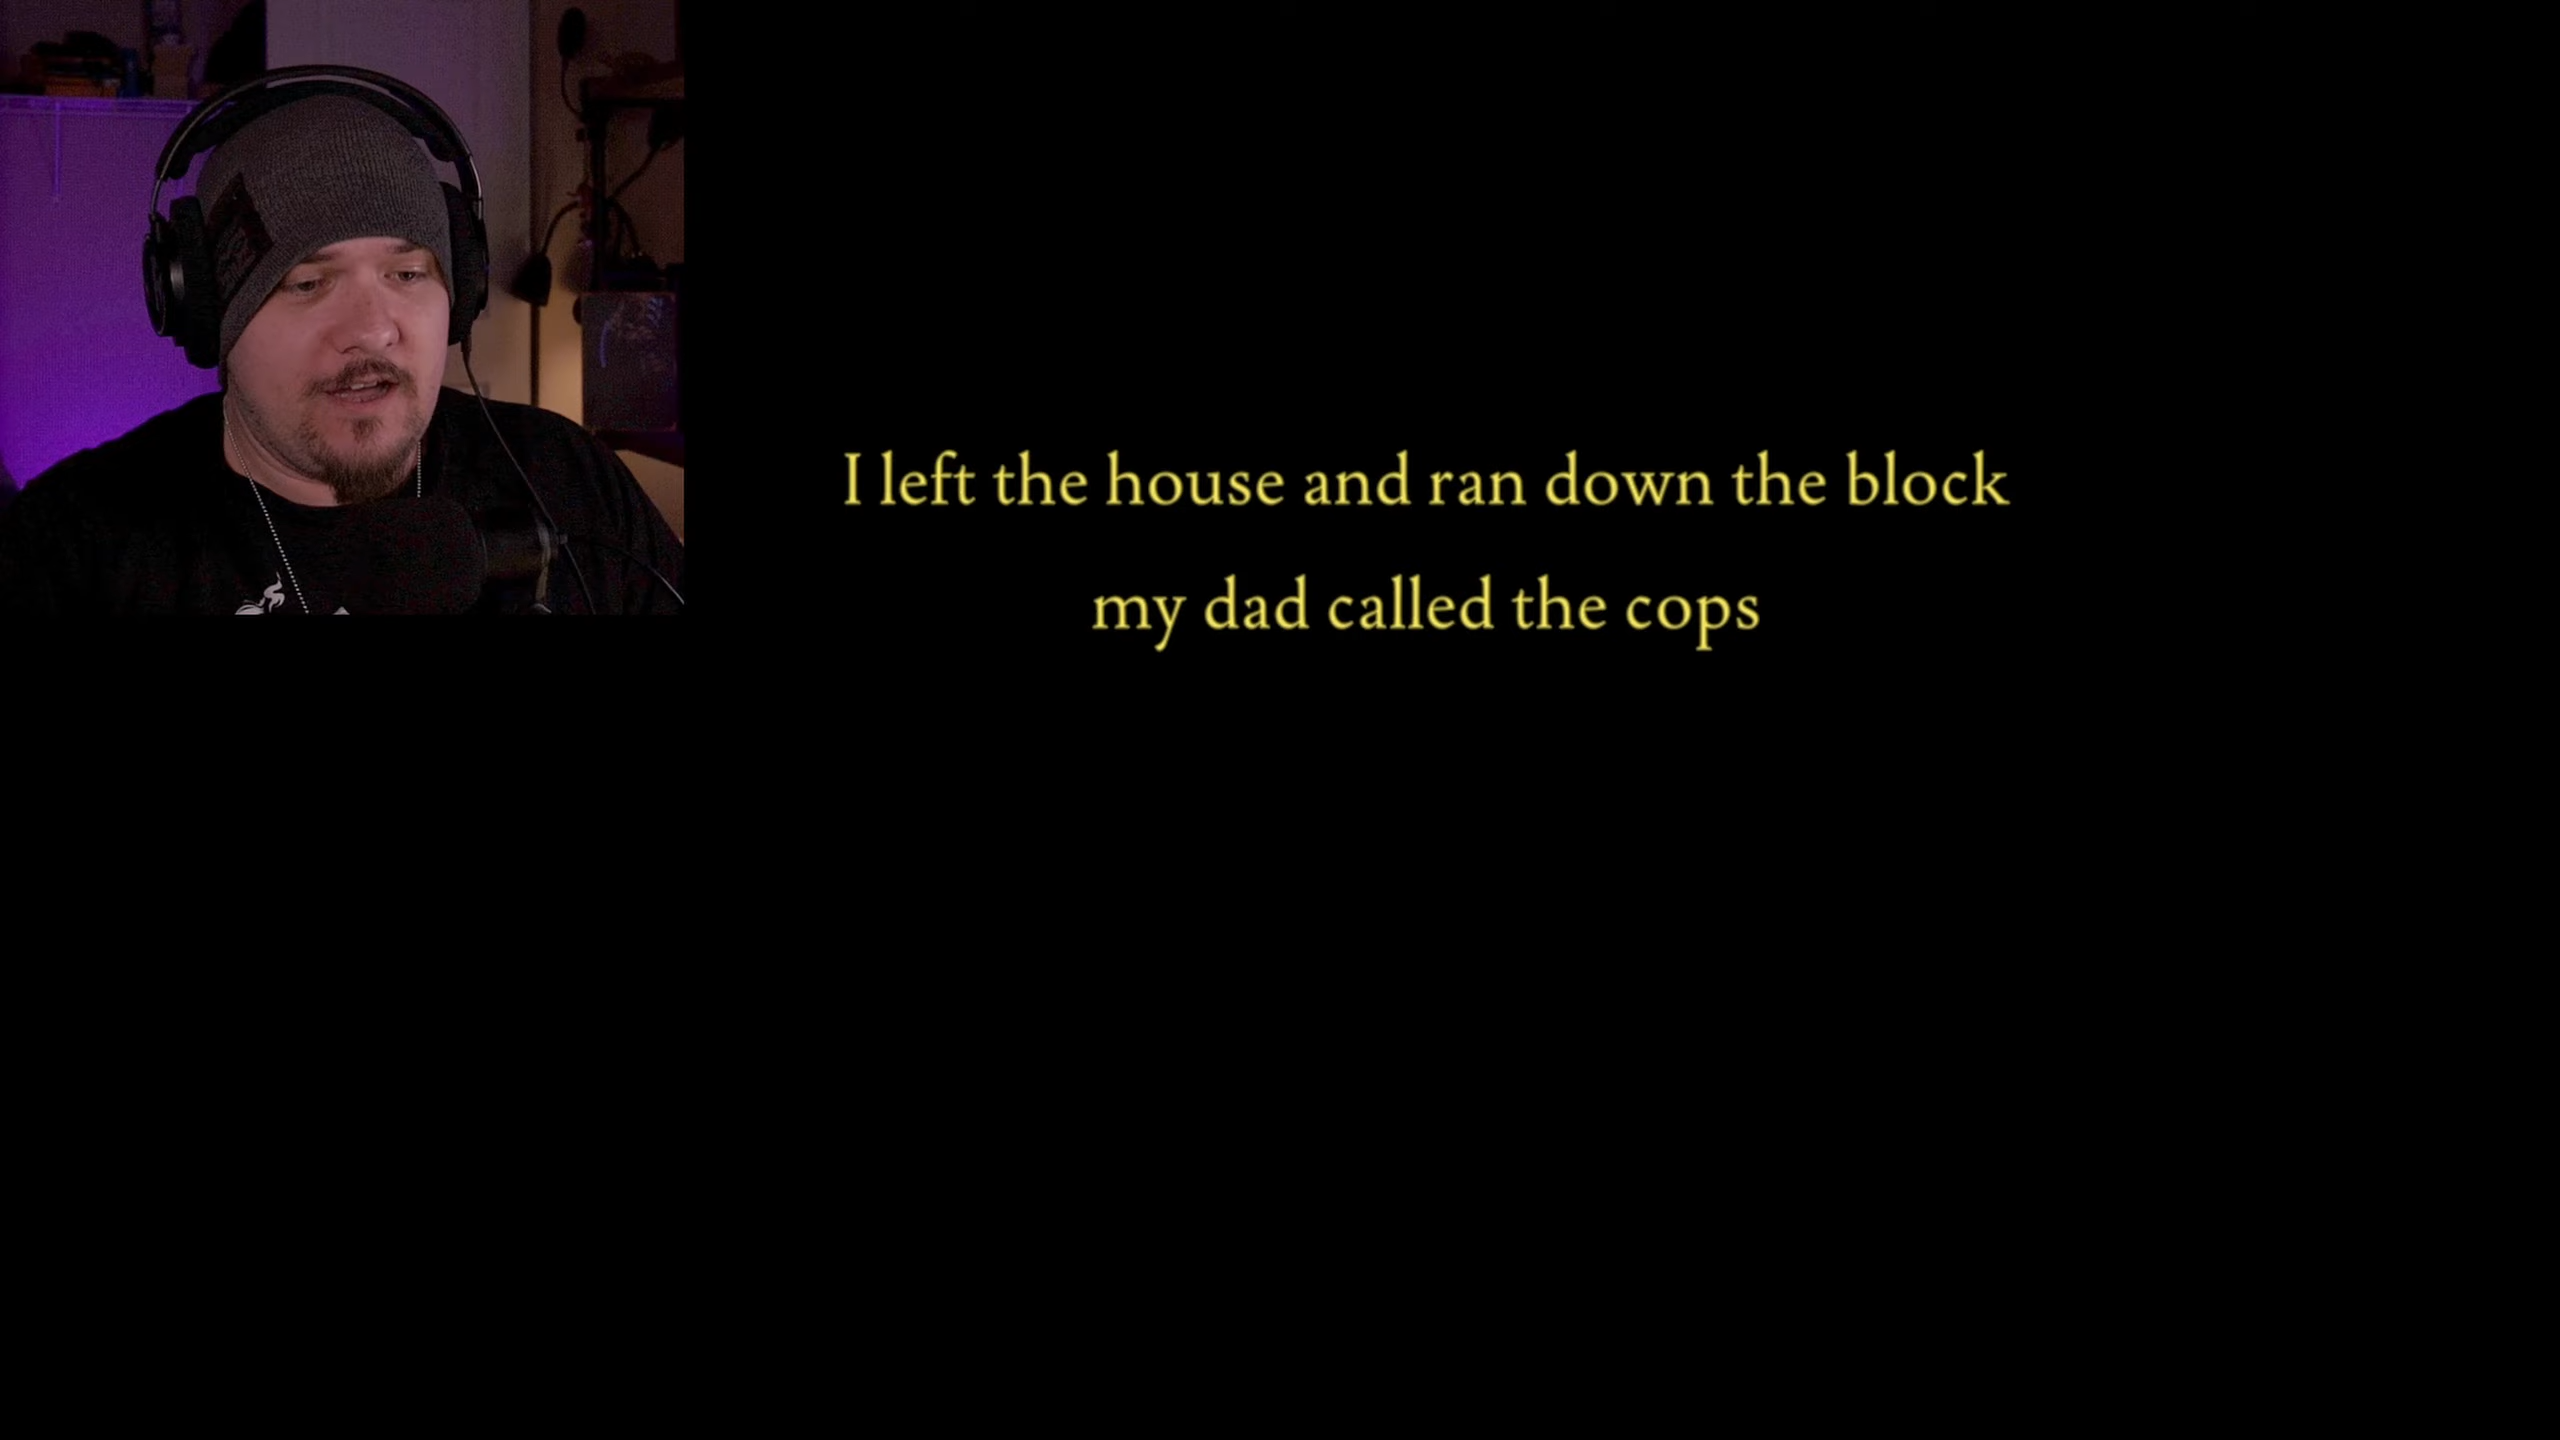 I left the house and ran down the block
my dad called the cops